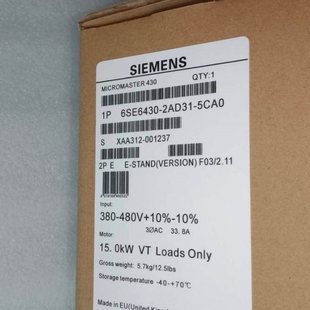 SIEMENS
MICROMASTER 430
QTY:1
1P 6SE6430-2AD31-5CA0
S XAA312-001237
2P E E-STAND(VERSION) F03/2.11
Input:
380-480V+10%-10%
3∅AC 33.8A
Motor:
15.0kW VT Loads Only
Gross weight: 5.7kg/12.5lbs
Storage temperature -40-+70℃
Made in EU(United